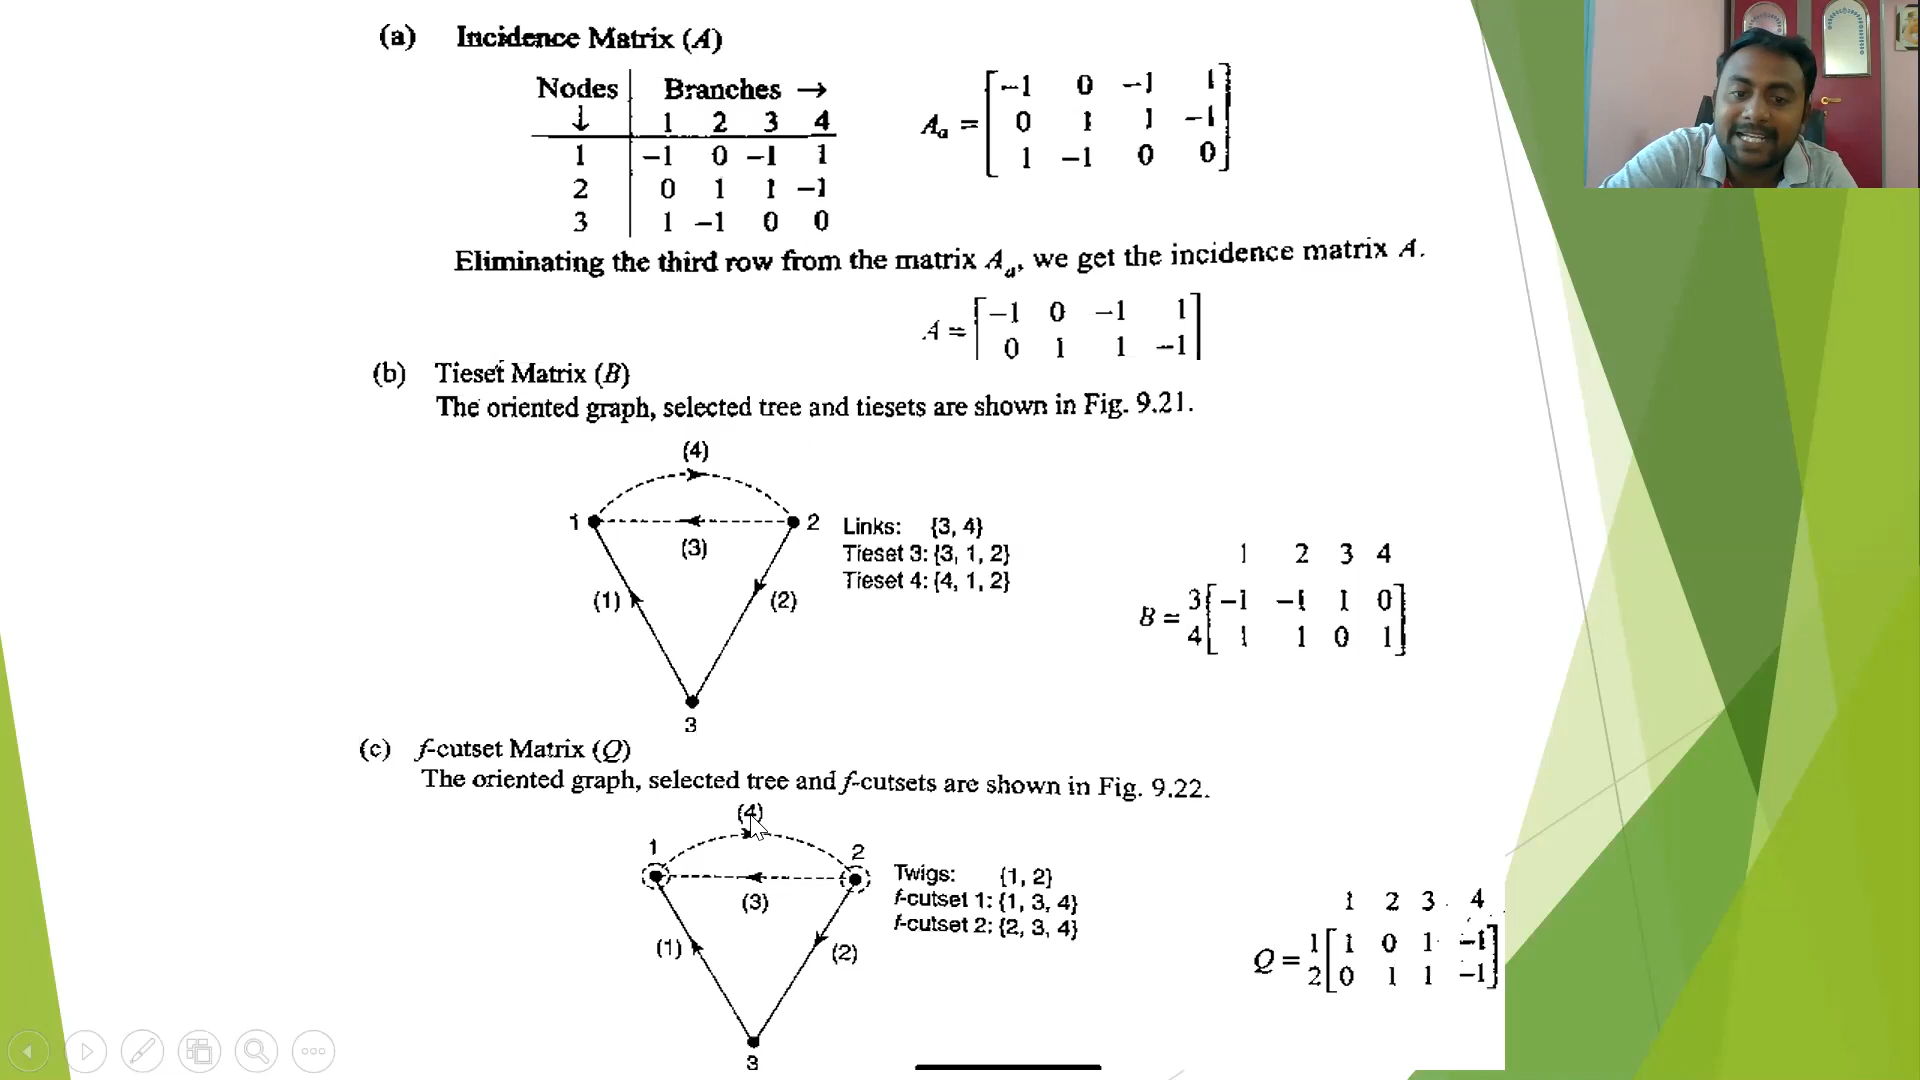 (a) Incidence Matrix (A)
Nodes Branches →
↓ 1 2 3 4
1 −1 0 −1 1
2 0 1 1 −1
3 1 −1 0 0
A_a = [−1 0 −1 1
0 1 1 −1
1 −1 0 0]
Eliminating the third row from the matrix A_a, we get the incidence matrix A.
A = [−1 0 −1 1
0 1 1 −1]
(b) Tieset Matrix (B)
The oriented graph, selected tree and tiesets are shown in Fig. 9.21.
(4)
1
2
(3)
(1)
(2)
3
Links: {3, 4}
Tieset 3: {3, 1, 2}
Tieset 4: {4, 1, 2}
1 2 3 4
B = 3[−1 −1 1 0
4 1 1 0 1]
(c) f-cutset Matrix (Q)
The oriented graph, selected tree and f-cutsets are shown in Fig. 9.22.
(4)
1
2
(3)
(1)
(2)
3
Twigs: {1, 2}
f-cutset 1: {1, 3, 4}
f-cutset 2: {2, 3, 4}
1 2 3 4
Q = 1[1 0 1 −1
2 0 1 1 −1]